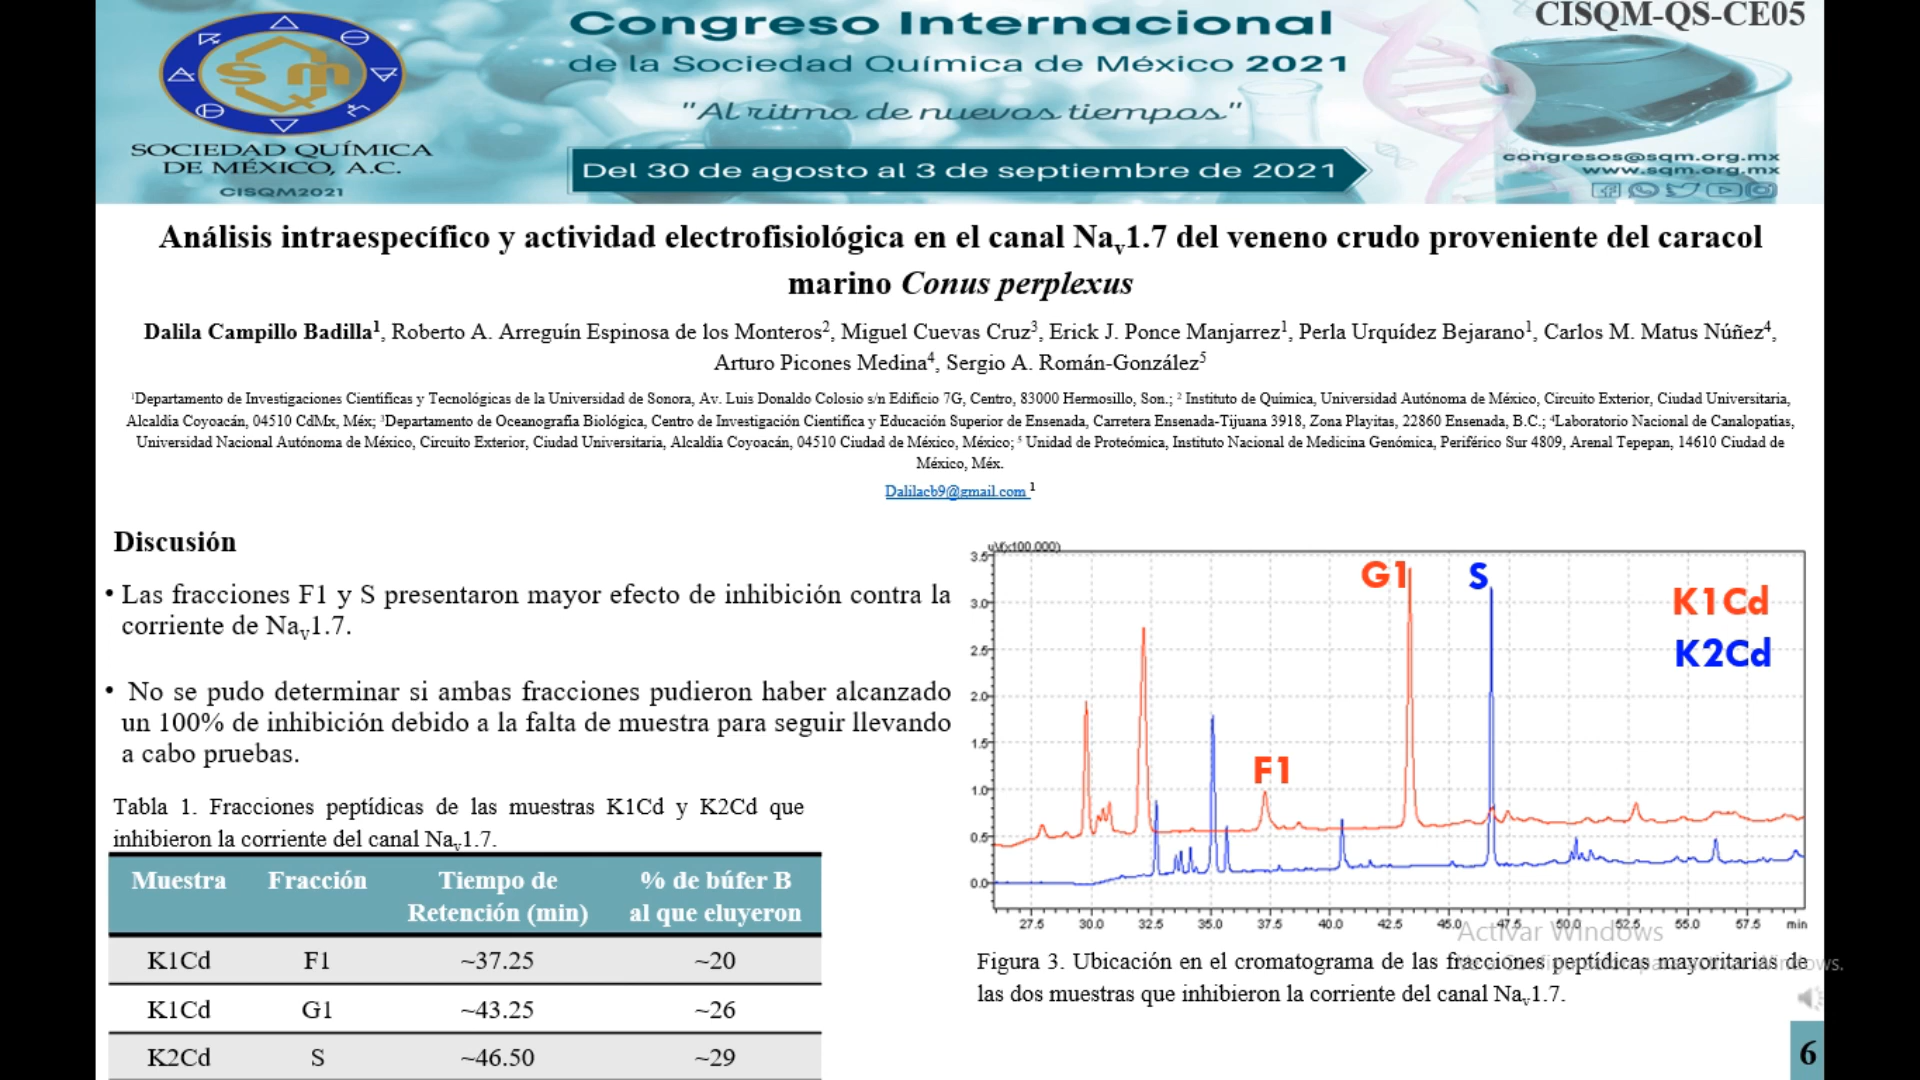 CISQM-QS-CE05
Congreso Internacional
de la Sociedad Química de México 2021
"Al ritmo de nuevos tiempos"
Del 30 de agosto al 3 de septiembre de 2021
SQM
SOCIEDAD QUÍMICA
DE MÉXICO, A.C.
CISQM2021
congresos@sqm.org.mx
www.sqm.org.mx
Análisis intraespecífico y actividad electrofisiológica en el canal Nav1.7 del veneno crudo proveniente del caracol
marino Conus perplexus
Dalila Campillo Badilla1, Roberto A. Arreguín Espinosa de los Monteros2, Miguel Cuevas Cruz3, Erick J. Ponce Manjarrez1, Perla Urquídez Bejarano1, Carlos M. Matus Núñez4,
Arturo Picones Medina4, Sergio A. Román-González5
1Departamento de Investigaciones Científicas y Tecnológicas de la Universidad de Sonora, Av. Luis Donaldo Colosio s/n Edificio 7G, Centro, 83000 Hermosillo, Son.; 2 Instituto de Química, Universidad Autónoma de México, Circuito Exterior, Ciudad Universitaria,
Alcaldía Coyoacán, 04510 CdMx, Méx; 3Departamento de Oceanografía Biológica, Centro de Investigación Científica y Educación Superior de Ensenada, Carretera Ensenada-Tijuana 3918, Zona Playitas, 22860 Ensenada, B.C.; 4Laboratorio Nacional de Canalopatías,
Universidad Nacional Autónoma de México, Circuito Exterior, Ciudad Universitaria, Alcaldía Coyoacán, 04510 Ciudad de México, México; 5 Unidad de Proteómica, Instituto Nacional de Medicina Genómica, Periférico Sur 4809, Arenal Tepepan, 14610 Ciudad de
México, Méx.
Dalilacb9@gmail.com 1
Discusión
• Las fracciones F1 y S presentaron mayor efecto de inhibición contra la
corriente de Nav1.7.
• No se pudo determinar si ambas fracciones pudieron haber alcanzado
un 100% de inhibición debido a la falta de muestra para seguir llevando
a cabo pruebas.
Tabla 1. Fracciones peptídicas de las muestras K1Cd y K2Cd que
inhibieron la corriente del canal Nav1.7.
Muestra Fracción Tiempo de Retención (min) % de búfer B al que eluyeron
K1Cd F1 ~37.25 ~20
K1Cd G1 ~43.25 ~26
K2Cd S ~46.50 ~29
uV(x100,000)
3.5
3.0
2.5
2.0
1.5
1.0
0.5
0.0
G1
S
F1
K1Cd
K2Cd
27.5 30.0 32.5 35.0 37.5 40.0 42.5 45.0 47.5 50.0 52.5 55.0 57.5 min
Activar Windows
Figura 3. Ubicación en el cromatograma de las fracciones peptídicas mayoritarias de
las dos muestras que inhibieron la corriente del canal Nav1.7.
6